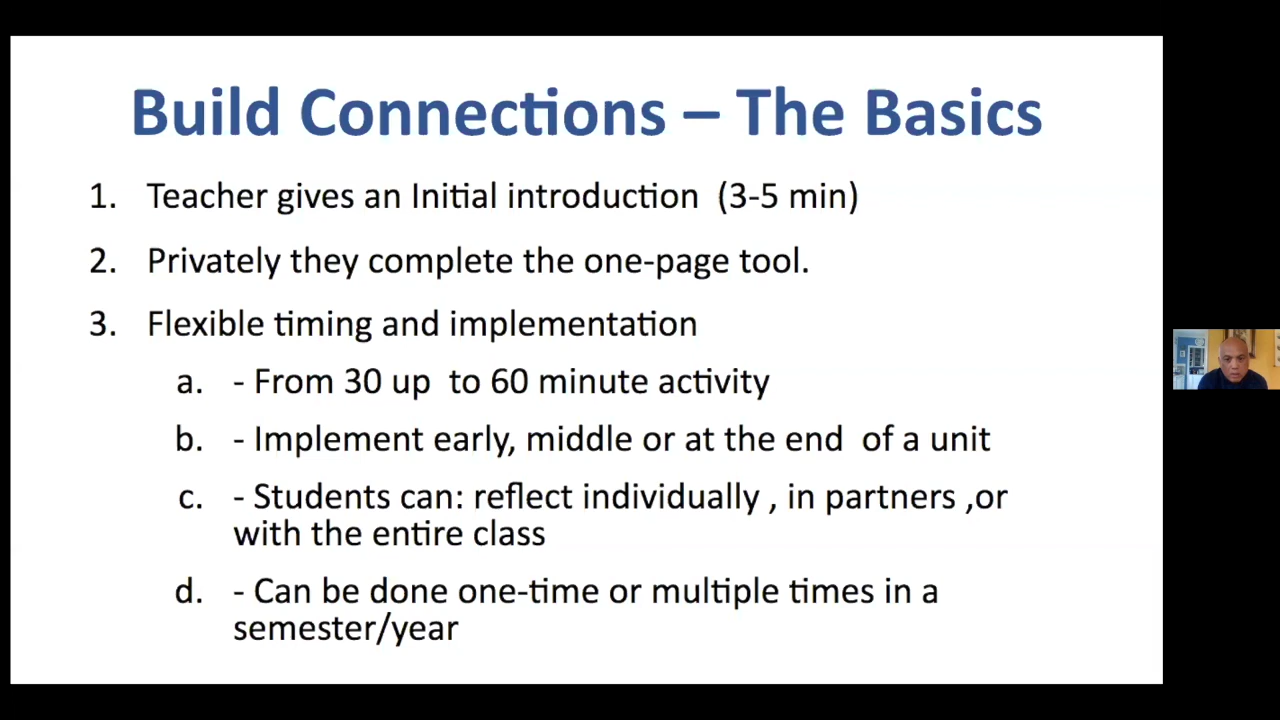 Build Connections – The Basics
1. Teacher gives an Initial introduction  (3-5 min)
2. Privately they complete the one-page tool.
3. Flexible timing and implementation
a. - From 30 up  to 60 minute activity
b. - Implement early, middle or at the end  of a unit
c. - Students can: reflect individually , in partners ,or
with the entire class
d. - Can be done one-time or multiple times in a
semester/year